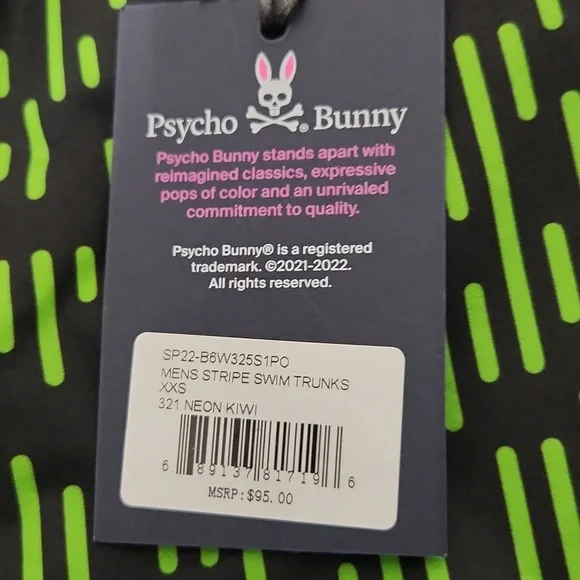 Psycho ® Bunny
Psycho Bunny stands apart with
reimagined classics, expressive
pops of color and an unrivaled
commitment to quality.
Psycho Bunny® is a registered
trademark. ©2021-2022.
All rights reserved.
SP22-B6W325S1PO
MENS STRIPE SWIM TRUNKS
XXS
321 NEON KIWI
6 89137 81719 6
MSRP:$95.00